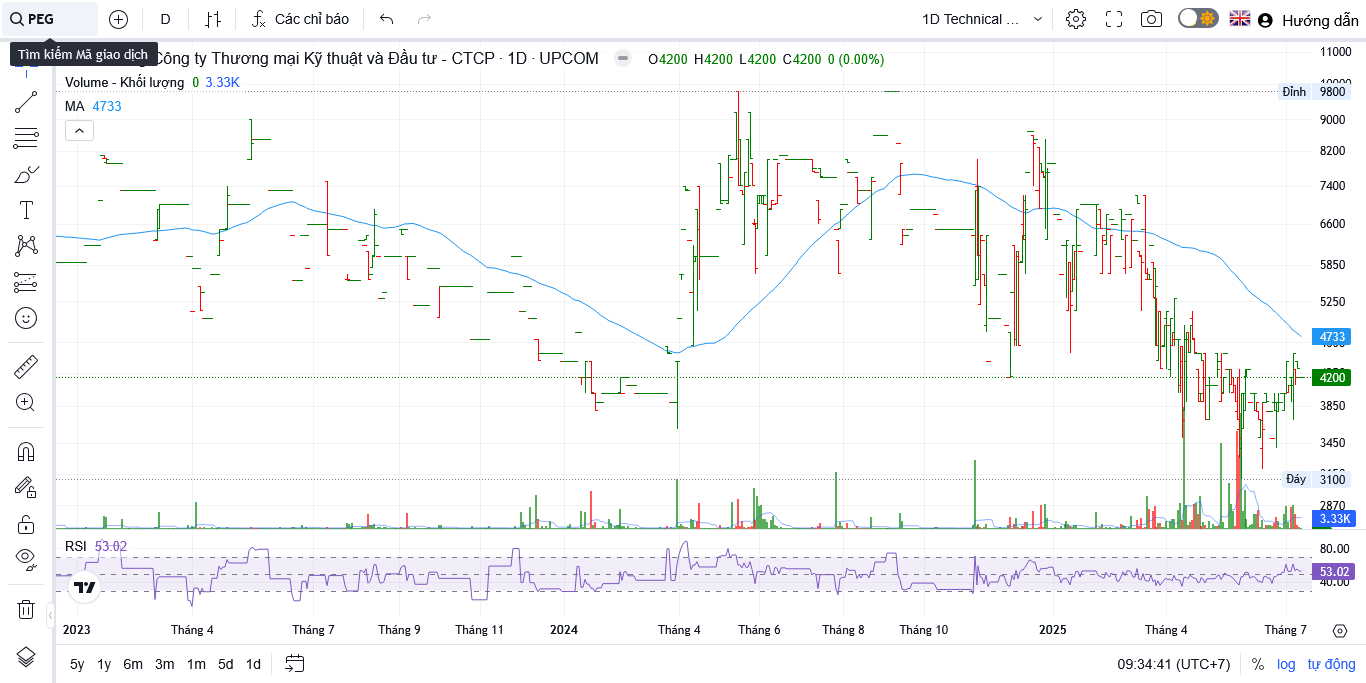 PEG
D
Các chỉ báo
1D Technical ...
Hướng dẫn
Tìm kiếm Mã giao dịch
Công ty Thương mại Kỹ thuật và Đầu tư - CTCP · 1D · UPCOM
O4200 H4200 L4200 C4200 0 (0.00%)
Volume - Khối lượng 0 3.33K
MA 4733
11000
10000
Đỉnh 9800
9000
8200
7400
6600
5850
5250
4733
4200
3850
3450
3150
Đáy 3100
2870
3.33K
RSI 53.02
80.00
53.02
40.00
2023
Tháng 4
Tháng 7
Tháng 9
Tháng 11
2024
Tháng 4
Tháng 6
Tháng 8
Tháng 10
2025
Tháng 4
Tháng 7
5y 1y 6m 3m 1m 5d 1d
09:34:41 (UTC+7)
% log tự động